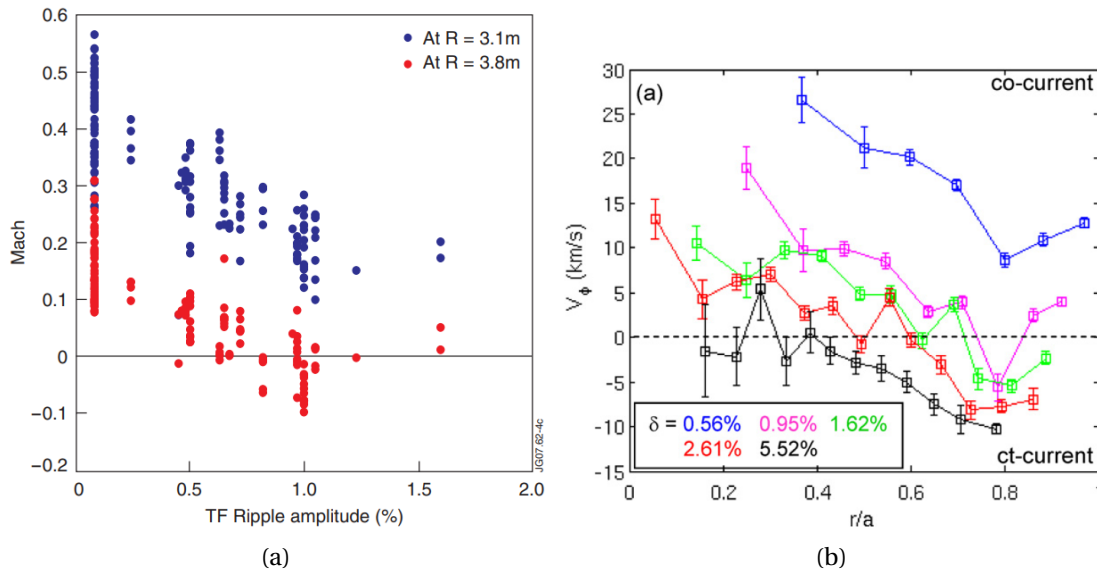 0.6
0.5
0.4
0.3
0.2
0.1
0
−0.1
−0.2
Mach
At R = 3.1m
At R = 3.8m
JG07.62-4c
0
0.5
1.0
1.5
2.0
TF Ripple amplitude (%)
(a)
30
25
20
15
10
5
0
-5
-10
-15
V_ϕ (km/s)
(a)
co-current
δ = 0.56% 0.95% 1.62%
2.61% 5.52%
ct-current
0 0.2 0.4 0.6 0.8 1
r/a
(b)